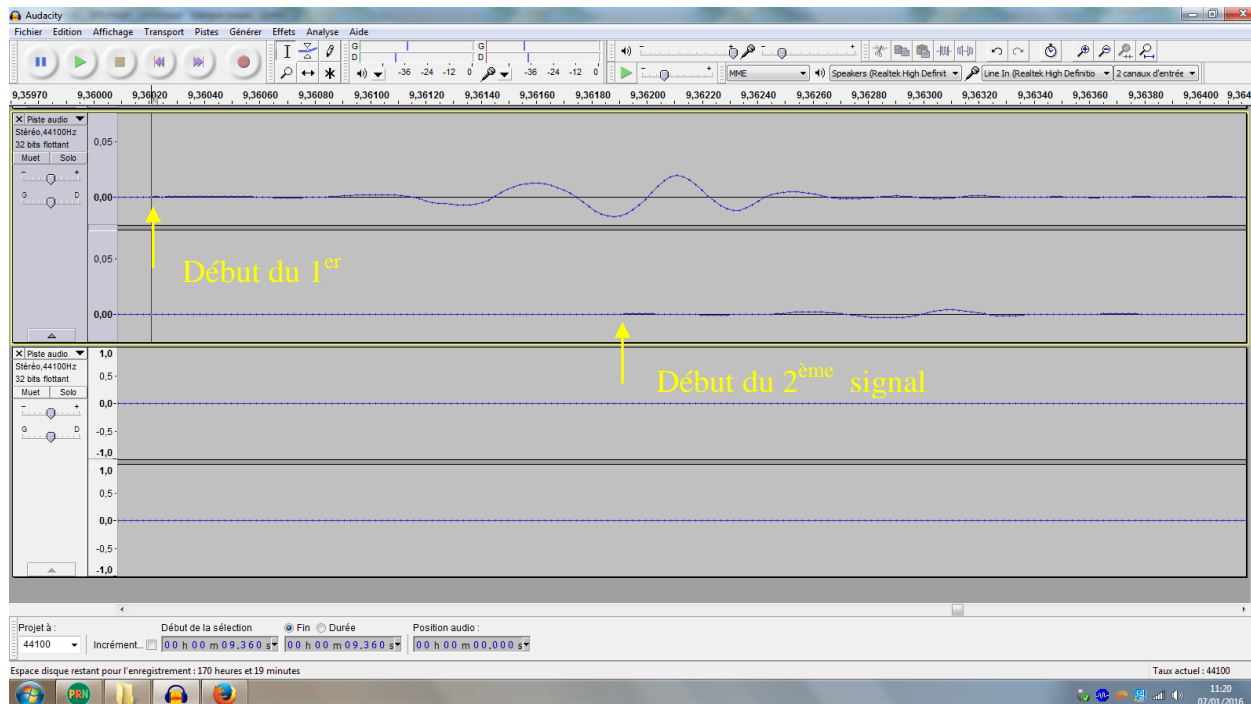 Audacity
Fichier Edition Affichage Transport Pistes Générer Effets Analyse Aide
G G
D D
-36 -24 -12 0 -36 -24 -12 0
MME Speakers (Realtek High Definit Line In (Realtek High Definitio 2 canaux d'entrée
9,35970 9,36000 9,36020 9,36040 9,36060 9,36080 9,36100 9,36120 9,36140 9,36160 9,36180 9,36200 9,36220 9,36240 9,36260 9,36280 9,36300 9,36320 9,36340 9,36360 9,36380 9,36400 9,364
Piste audio
Stéréo,44100Hz
32 bits flottant
Muet Solo
- +
G D
0,05
0,00
Début du 1er
0,05
0,00
Début du 2ème signal
Piste audio
Stéréo,44100Hz
32 bits flottant
Muet Solo
- +
G D
1,0
0,5
0,0
-0,5
-1,0
1,0
0,5
0,0
-0,5
-1,0
Projet à : Début de la sélection Fin Durée Position audio :
44100 Incrément... 00 h 00 m 09,360 s 00 h 00 m 09,360 s 00 h 00 m 00,000 s
Espace disque restant pour l'enregistrement : 170 heures et 19 minutes Taux actuel : 44100
PRN
11:20
07/01/2016